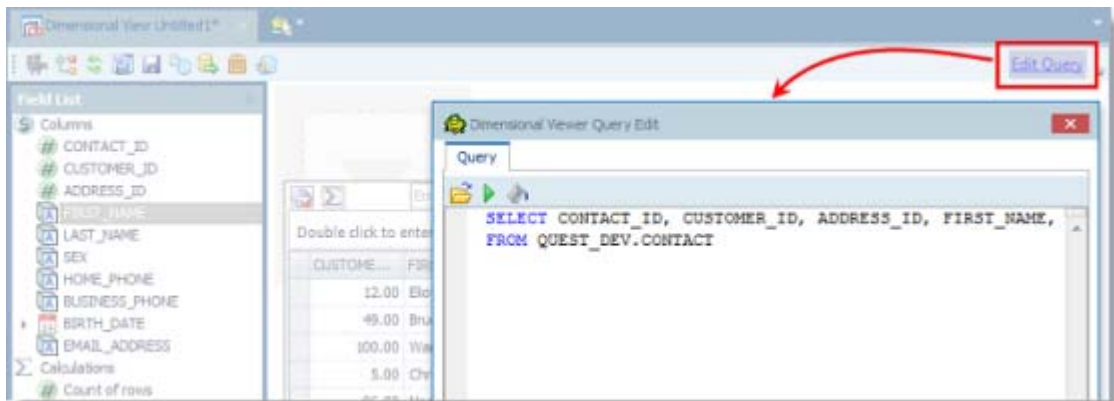 Dimensional View Untitled1*
Edit Query
Field List
Columns
CONTACT_ID
CUSTOMER_ID
ADDRESS_ID
FIRST_NAME
LAST_NAME
SEX
HOME_PHONE
BUSINESS_PHONE
BIRTH_DATE
EMAIL_ADDRESS
Calculations
Count of rows
Double click to enter
CUSTOME...
12.00
49.00
100.00
5.00
Dimensional Viewer Query Edit
Query
SELECT CONTACT_ID, CUSTOMER_ID, ADDRESS_ID, FIRST_NAME,
FROM QUEST_DEV.CONTACT